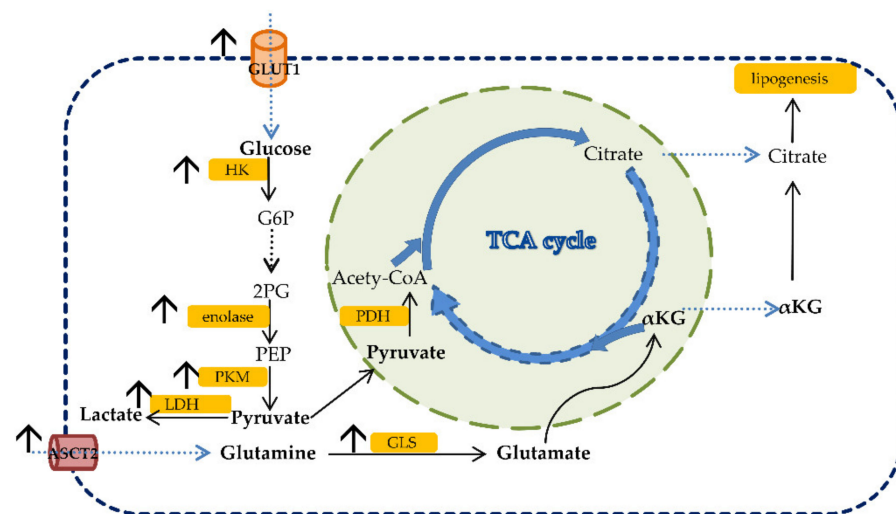 GLUT1
lipogenesis
Glucose
HK
Citrate
Citrate
G6P
TCA cycle
Acety-CoA
2PG
enolase
PDH
αKG
αKG
PEP
Pyruvate
PKM
LDH
Lactate
Pyruvate
ASCT2
Glutamine
GLS
Glutamate